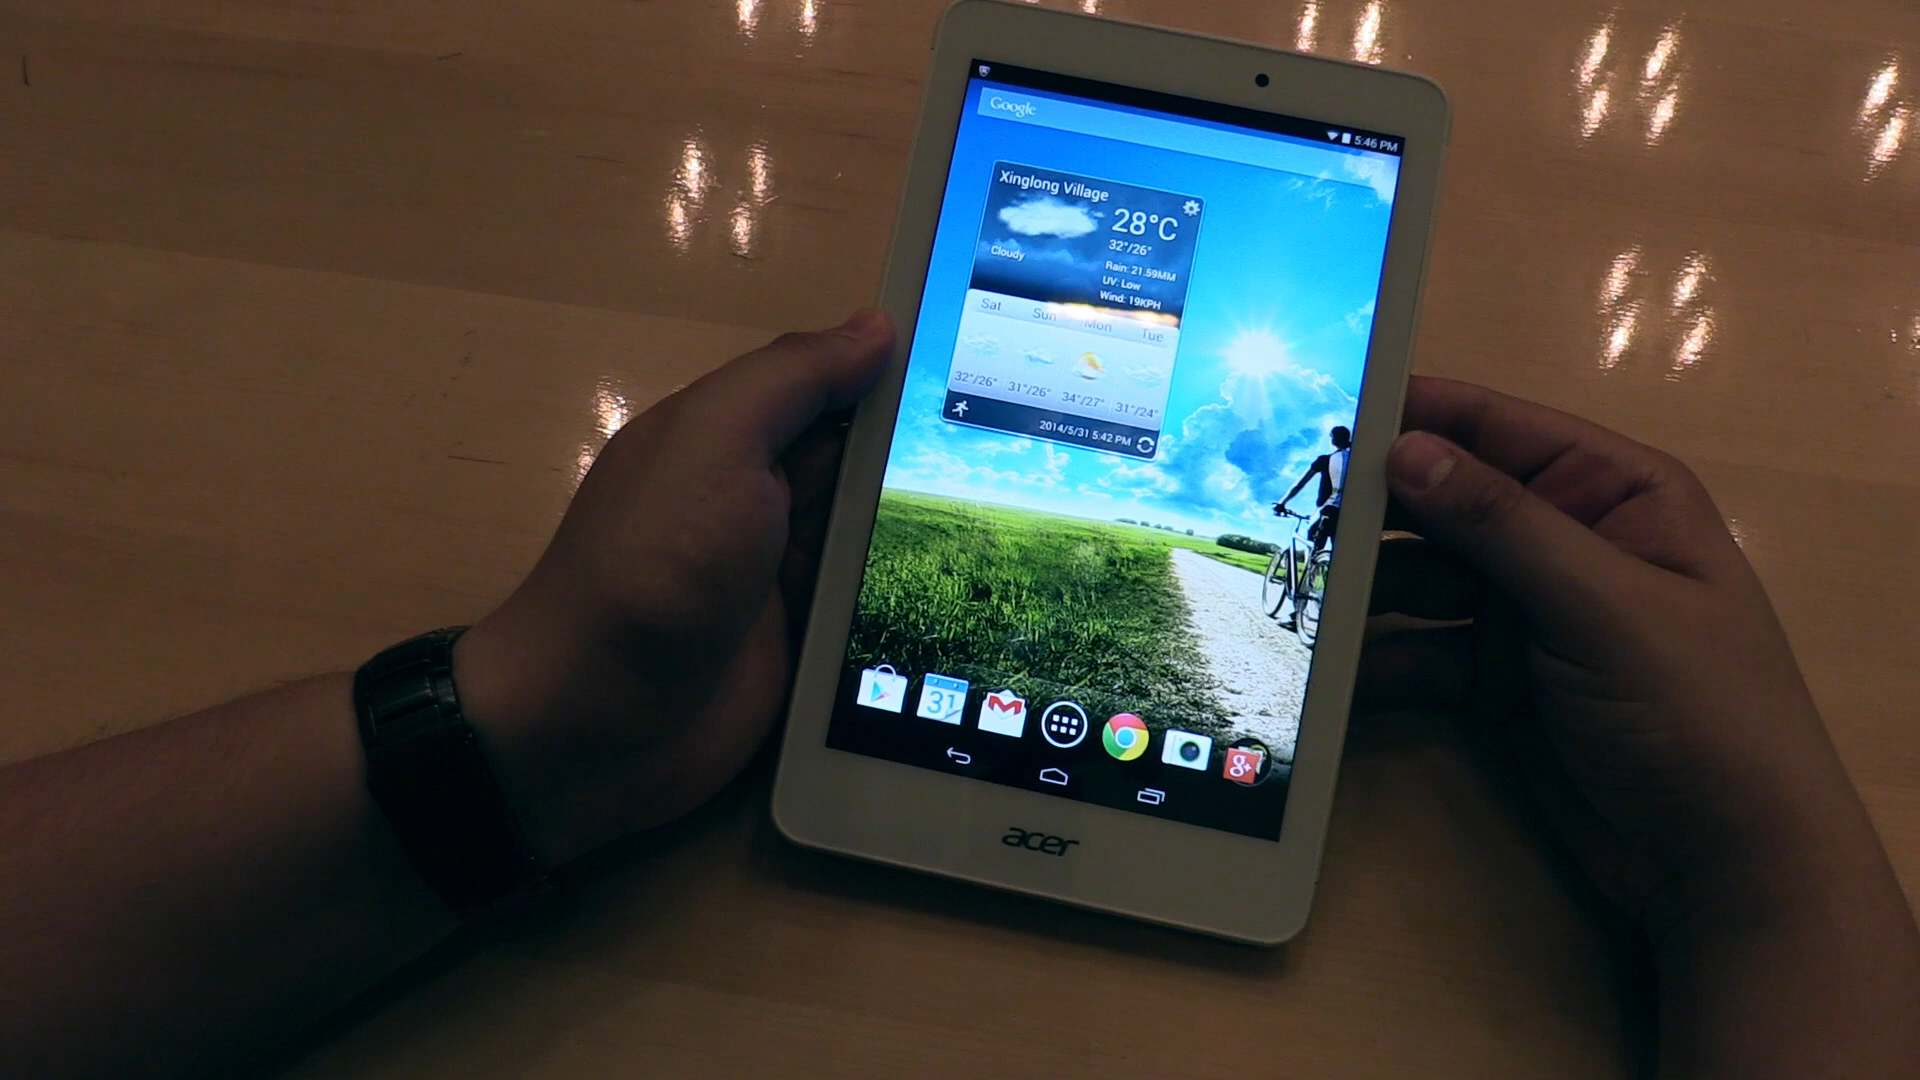 5:46 PM
Google
Xinglong Village
28°C
32°/26°
Cloudy
Rain: 21.59MM
UV: Low
Wind: 19KPH
Sat Sun Mon Tue
32°/26° 31°/26° 34°/27° 31°/24°
2014/5/31 5:42 PM
31
g+
acer